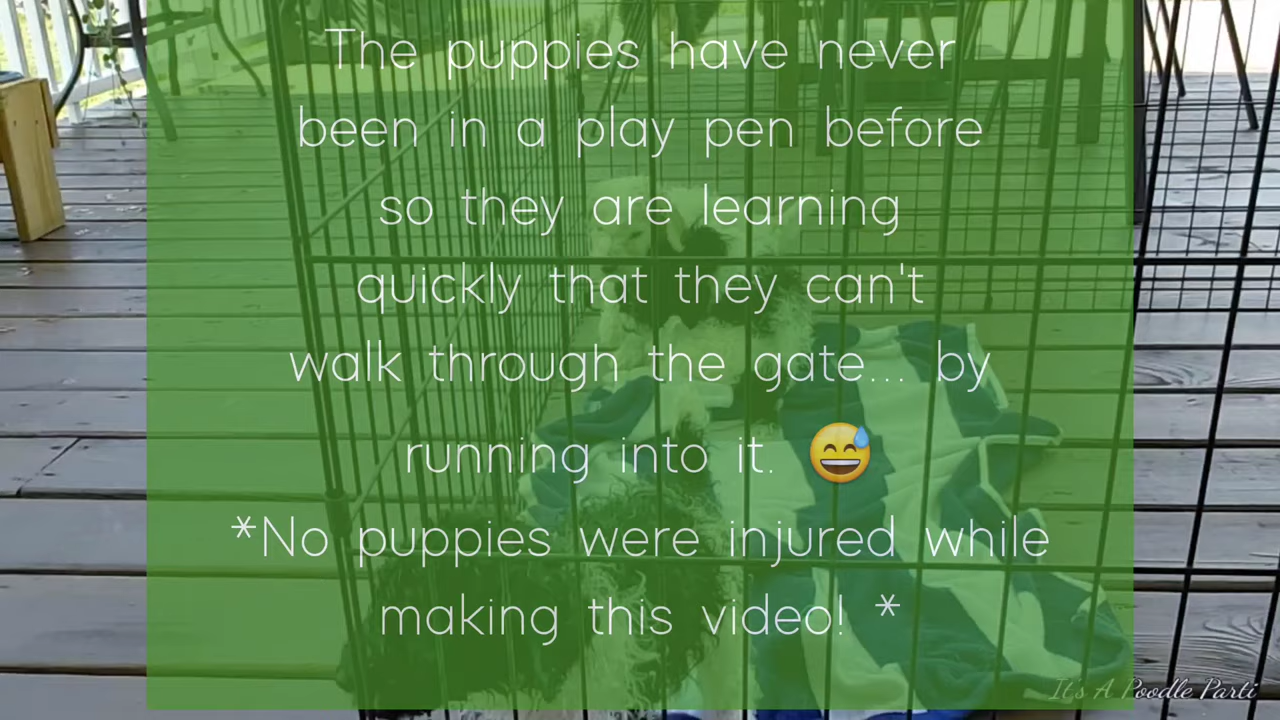 The puppies have never
been in a play pen before
so they are learning
quickly that they can't
walk through the gate... by
running into it. 😅
*No puppies were injured while
making this video! *
It's A Poodle Parti